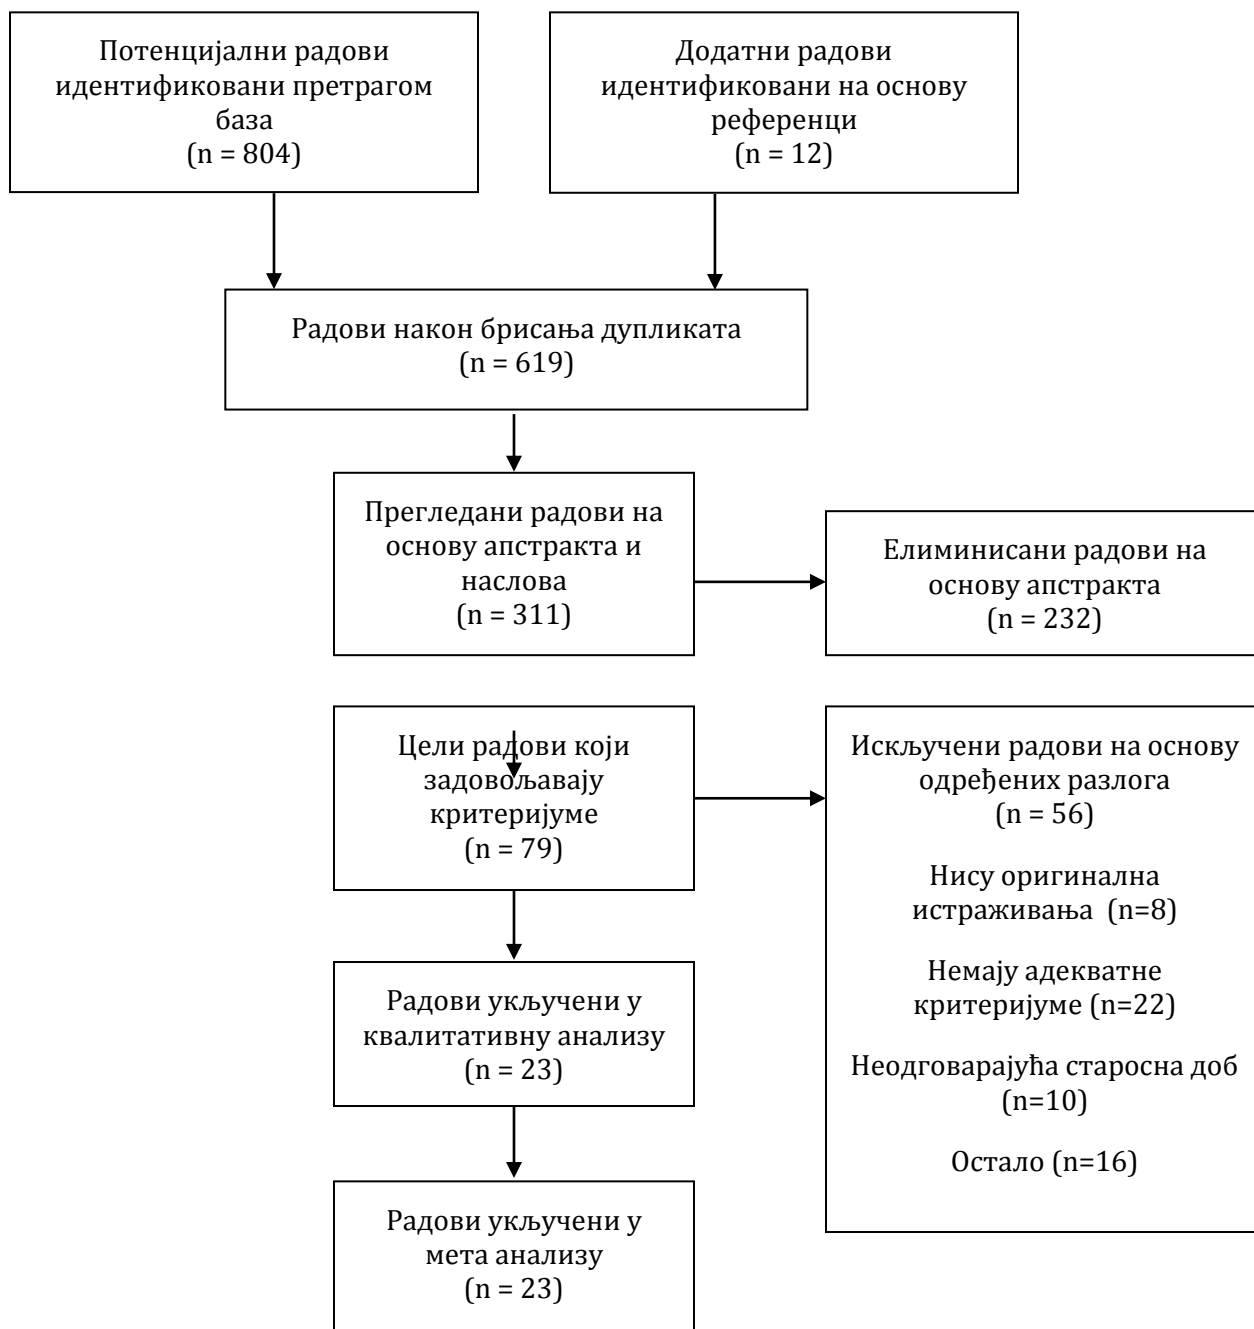 Потенцијални радови
идентификовани претрагом
база
(n = 804)
Додатни радови
идентификовани на основу
референци
(n = 12)
Радови након брисања дупликата
(n = 619)
Прегледани радови на
основу апстракта и
наслова
(n = 311)
Елиминисани радови на
основу апстракта
(n = 232)
Цели радови који
задовољавају
критеријуме
(n = 79)
Искључени радови на основу
одређених разлога
(n = 56)
Нису оригинална
истраживања (n=8)
Немају адекватне
критеријуме (n=22)
Неодговарајућа старосна доб
(n=10)
Остало (n=16)
Радови укључени у
квалитативну анализу
(n = 23)
Радови укључени у
мета анализу
(n = 23)